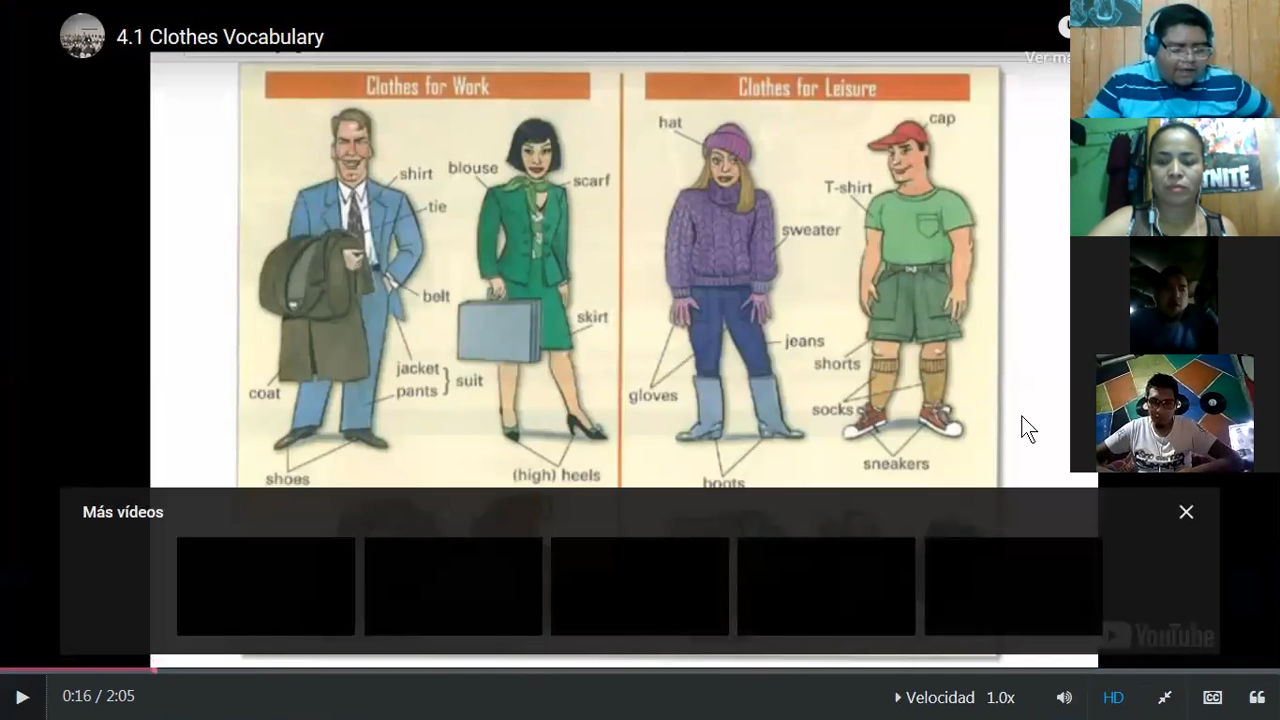 4.1 Clothes Vocabulary
Clothes for Work
Clothes for Leisure
shirt
tie
belt
jacket
pants
suit
coat
shoes
blouse
scarf
skirt
(high) heels
hat
sweater
jeans
gloves
boots
cap
T-shirt
shorts
socks
sneakers
Más vídeos
YouTube
0:16 / 2:05
Velocidad 1.0x
HD
CC